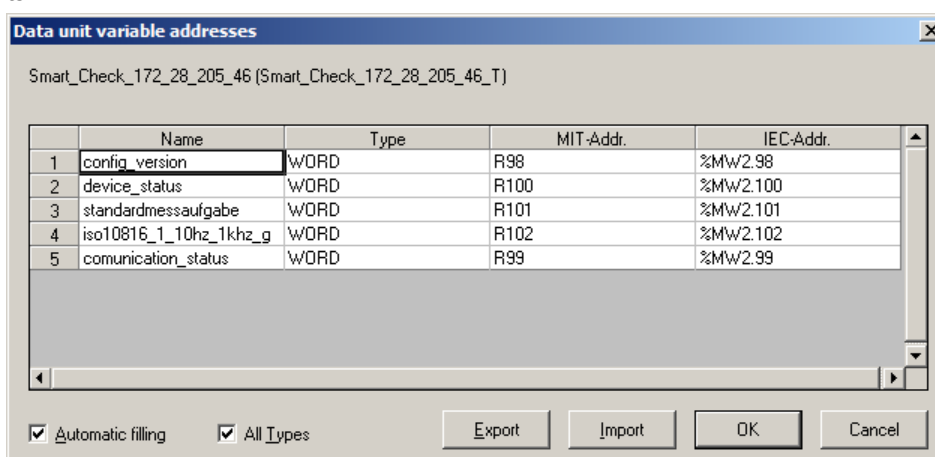 Data unit variable addresses
Smart_Check_172_28_205_46 (Smart_Check_172_28_205_46_T)
Name Type MIT-Addr. IEC-Addr.
1 config_version WORD R98 %MW2.98
2 device_status WORD R100 %MW2.100
3 standardmessaufgabe WORD R101 %MW2.101
4 iso10816_1_10hz_1khz_g WORD R102 %MW2.102
5 comunication_status WORD R99 %MW2.99
Automatic filling All Types Export Import OK Cancel